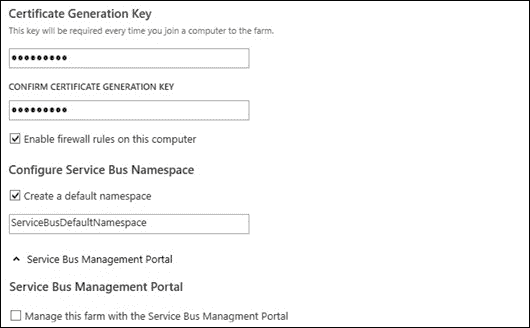 Certificate Generation Key
This key will be required every time you join a computer to the farm.
●●●●●●●●●
CONFIRM CERTIFICATE GENERATION KEY
●●●●●●●●●
Enable firewall rules on this computer
Configure Service Bus Namespace
Create a default namespace
ServiceBusDefaultNamespace
Service Bus Management Portal
Service Bus Management Portal
Manage this farm with the Service Bus Managment Portal